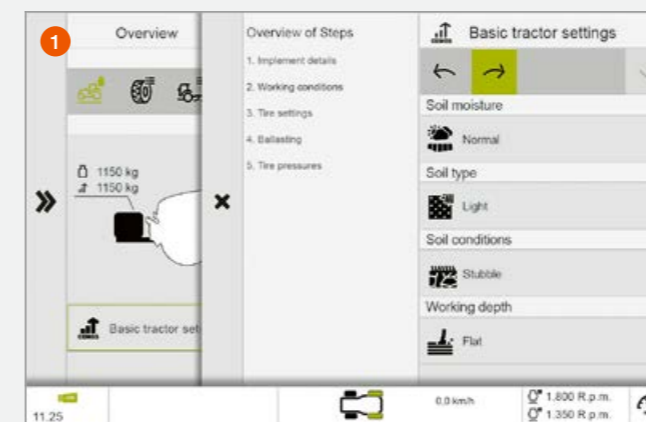 1
Overview
1150 kg
1150 kg
Basic tractor set
Overview of Steps
1. Implement details
2. Working conditions
3. Tire settings
4. Ballasting
5. Tire pressures
CEMOS
Basic tractor settings
Soil moisture
Normal
Soil type
Light
Soil conditions
Stubble
Working depth
Flat
11.25
0,0 km/h
1.800 R.p.m.
1.350 R.p.m.